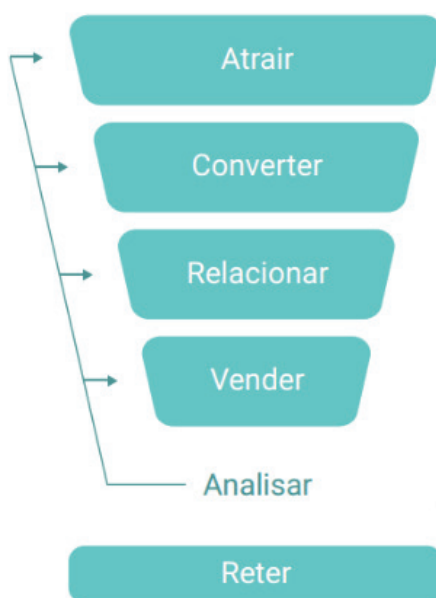 Atrair
Converter
Relacionar
Vender
Analisar
Reter